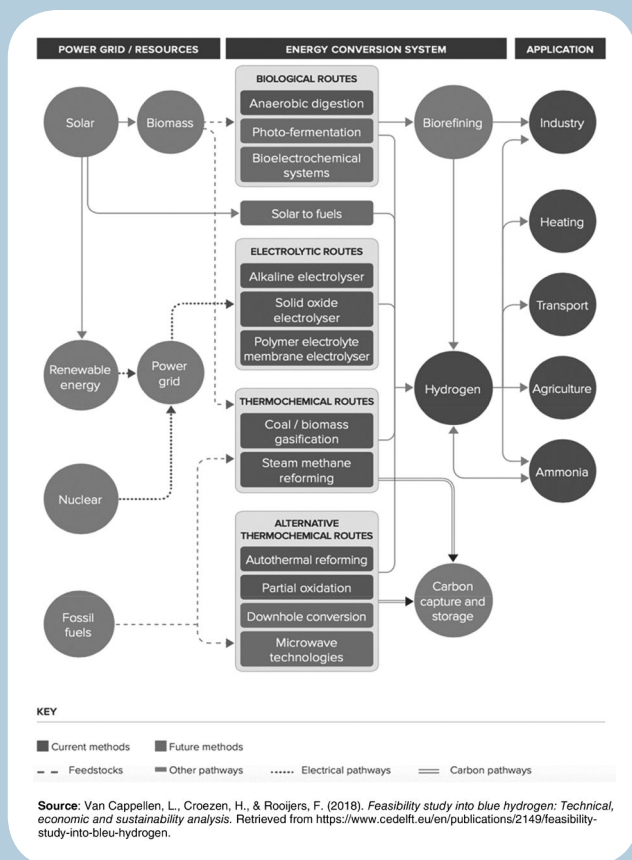 POWER GRID / RESOURCES
ENERGY CONVERSION SYSTEM
APPLICATION
Solar
Biomass
BIOLOGICAL ROUTES
Anaerobic digestion
Photo-fermentation
Bioelectrochemical
systems
Biorefining
Industry
Solar to fuels
Heating
ELECTROLYTIC ROUTES
Alkaline electrolyser
Solid oxide
electrolyser
Polymer electrolyte
membrane electrolyser
Transport
Renewable
energy
Power
grid
Hydrogen
Agriculture
THERMOCHEMICAL ROUTES
Coal / biomass
gasification
Steam methane
reforming
Ammonia
Nuclear
ALTERNATIVE
THERMOCHEMICAL ROUTES
Autothermal reforming
Partial oxidation
Downhole conversion
Microwave
technologies
Carbon
capture and
storage
Fossil
fuels
KEY
Current methods
Future methods
Feedstocks
Other pathways
Electrical pathways
Carbon pathways
Source: Van Cappellen, L., Croezen, H., & Rooijers, F. (2018). Feasibility study into blue hydrogen: Technical,
economic and sustainability analysis. Retrieved from https://www.cedelft.eu/en/publications/2149/feasibility-
study-into-bleu-hydrogen.